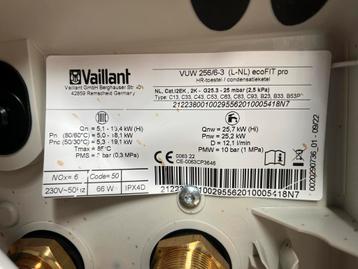 Vaillant
Vaillant GmbH Berghauser Str. 40
42859 Remscheid Germany
VUW 256/6-3 (L-NL) ecoFIT pro
HR-toestel / condensatieketel
NL, Cat.I2EK, 2K - G25.3 - 25 mbar (2,5 kPa)
Type: C13, C33, C43, C53, C63, C83, C93, B23, B33, B53P
21223800100295562010005418N7
Qn = 5,1 - 18,4 kW (Hi)
Pn (80/60°C) = 5,0 - 18,1 kW
Pnc (50/30°C) = 5,3 - 19,1 kW
Tmax = 85°C
PMS = 3 bar (0,3 MPa)
Qnw = 25,7 kW (Hi)
Pnw = 25,2 kW
D = 12,1 l/min
PMW = 10 bar (1 MPa)
0063 22
CE-0063CP3646
NOx= 6
Code= 50
230V~50Hz
66 W
IPX4D
21223800100295562010005418N7
0020290736_01 - 09/22